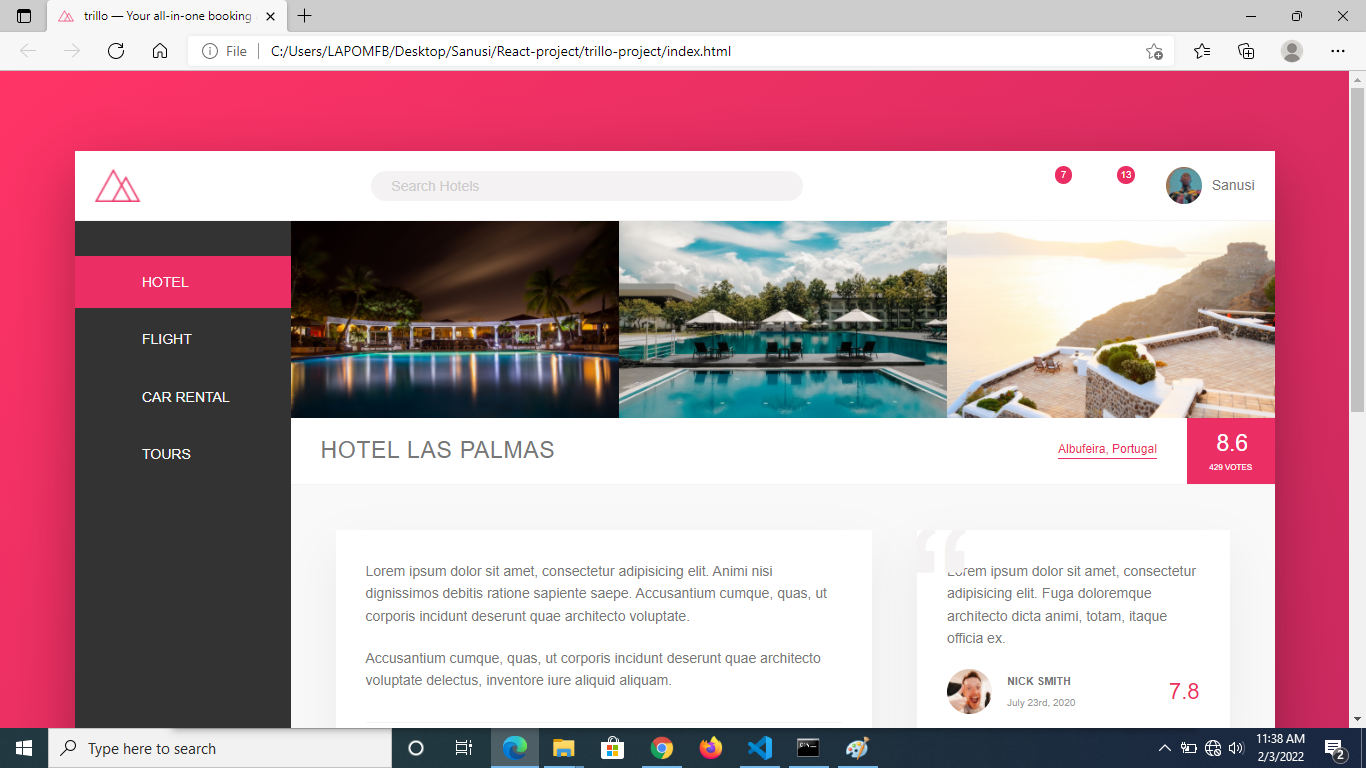 trillo — Your all-in-one booking
File
C:/Users/LAPOMFB/Desktop/Sanusi/React-project/trillo-project/index.html
Search Hotels
7
13
Sanusi
HOTEL
FLIGHT
CAR RENTAL
TOURS
HOTEL LAS PALMAS
Albufeira, Portugal
8.6
429 VOTES
Lorem ipsum dolor sit amet, consectetur adipisicing elit. Animi nisi
dignissimos debitis ratione sapiente saepe. Accusantium cumque, quas, ut
corporis incidunt deserunt quae architecto voluptate.
Accusantium cumque, quas, ut corporis incidunt deserunt quae architecto
voluptate delectus, inventore iure aliquid aliquam.
“
Lorem ipsum dolor sit amet, consectetur
adipisicing elit. Fuga doloremque
architecto dicta animi, totam, itaque
officia ex.
NICK SMITH
July 23rd, 2020
7.8
Type here to search
11:38 AM
2/3/2022
2